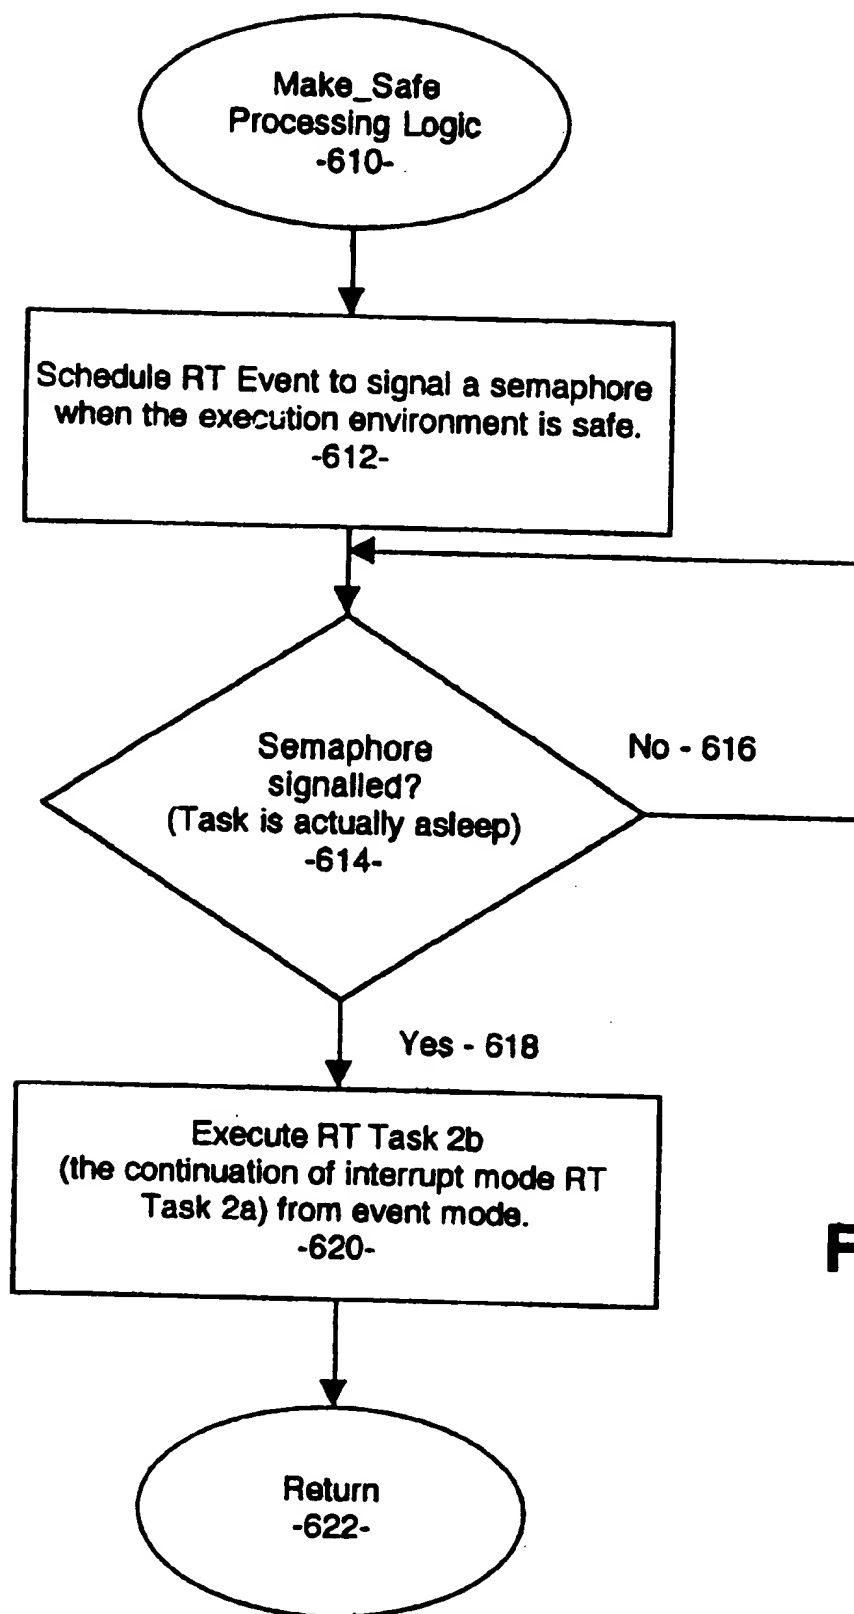 Make_Safe
Processing Logic
-610-
Schedule RT Event to signal a semaphore
when the execution environment is safe.
-612-
Semaphore
signalled?
(Task is actually asleep)
-614-
No - 616
Yes - 618
Execute RT Task 2b
(the continuation of interrupt mode RT
Task 2a) from event mode.
-620-
F
Return
-622-